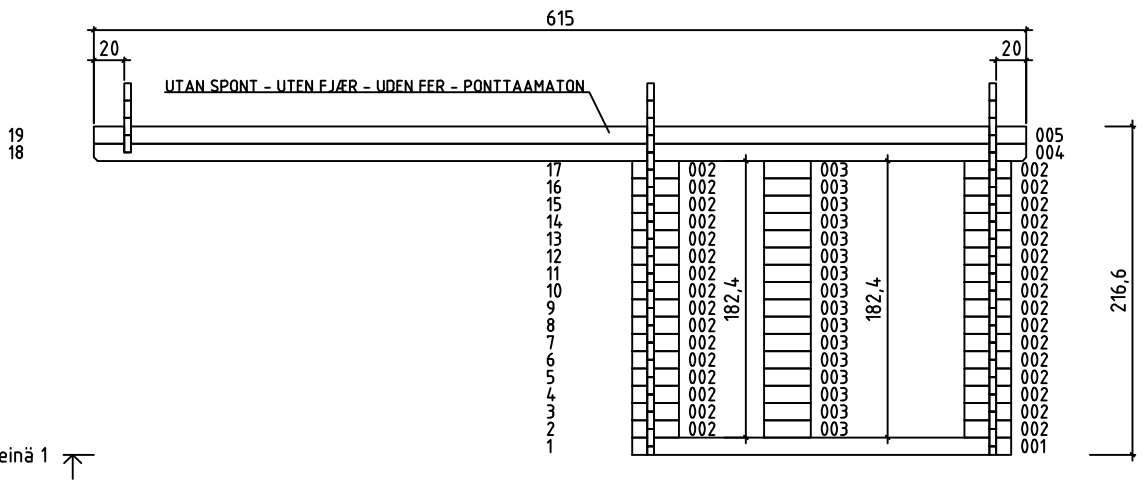 615
20 20
UTAN SPONT - UTEN FJÆR - UDEN FER - PONTTAAMATON
19 005
18 004
17 002 003 002
16 002 003 002
15 002 003 002
14 002 003 002
13 002 003 002
12 002 003 002
11 002 003 002
10 002 003 002
9 002 003 002
8 002 003 002
7 002 003 002
6 002 003 002
5 002 003 002
4 002 003 002
3 002 003 002
2 002 003 002
1 001
182,4
182,4
216,6
einä 1